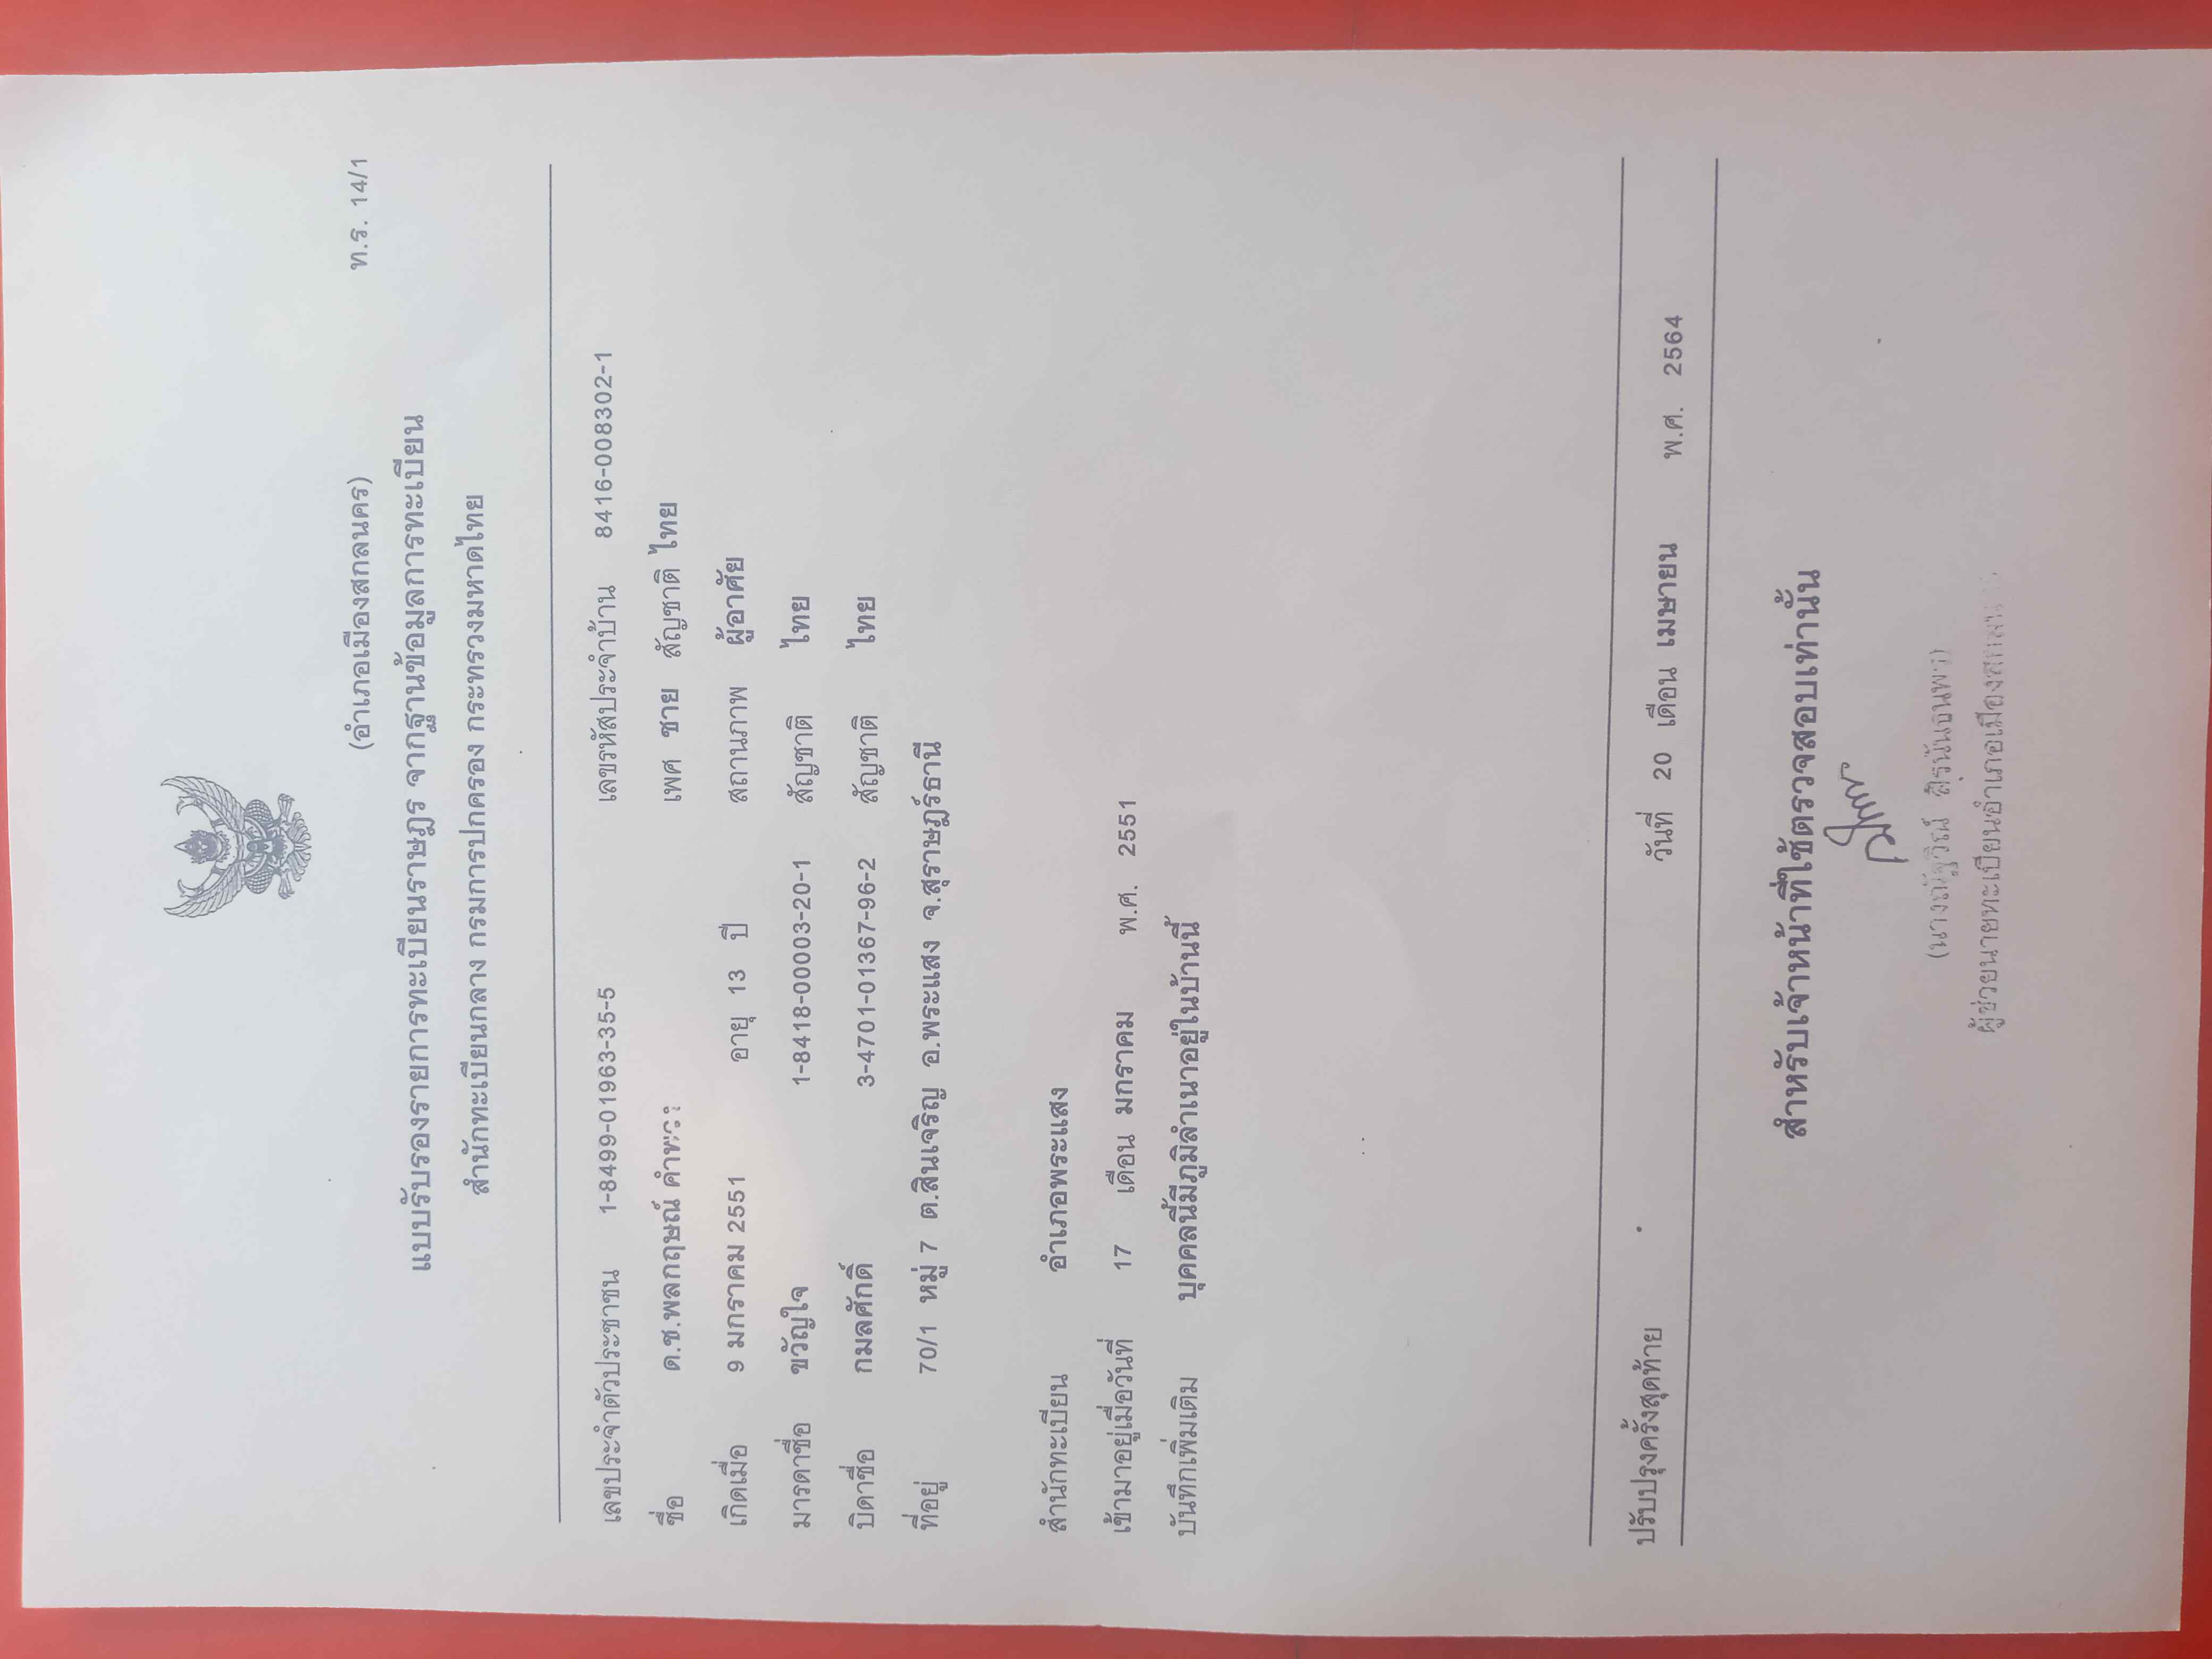 ท.ร. 14/1
(อำเภอเมืองสกลนคร)
แบบรับรองรายการทะเบียนราษฎร จากฐานข้อมูลการทะเบียน
สำนักทะเบียนกลาง กรมการปกครอง กระทรวงมหาดไทย
เลขประจำตัวประชาชน 1-8499-01963-35-5 เลขรหัสประจำบ้าน 8416-008302-1
ชื่อ ด.ช.พลกฤษณ์ เพศ ชาย สัญชาติ ไทย
เกิดเมื่อ 9 มกราคม 2551 อายุ 13 ปี สถานภาพ ผู้อาศัย
มารดาชื่อ ขวัญใจ 1-8418-00003-20-1 สัญชาติ ไทย
บิดาชื่อ กมลศักดิ์ 3-4701-01367-96-2 สัญชาติ ไทย
ที่อยู่ 70/1 หมู่ 7 ต.สินเจริญ อ.พระแสง จ.สุราษฎร์ธานี
สำนักทะเบียน อำเภอพระแสง
เข้ามาอยู่เมื่อวันที่ 17 เดือน มกราคม พ.ศ. 2551
บันทึกเพิ่มเติม บุคคลนี้มีภูมิลำเนาอยู่ในบ้านนี้
ปรับปรุงครั้งสุดท้าย วันที่ 20 เดือน เมษายน พ.ศ. 2564
สำหรับเจ้าหน้าที่ใช้ตรวจสอบเท่านั้น
ผู้ช่วยนายทะเบียนอำเภอเมืองสกลนคร